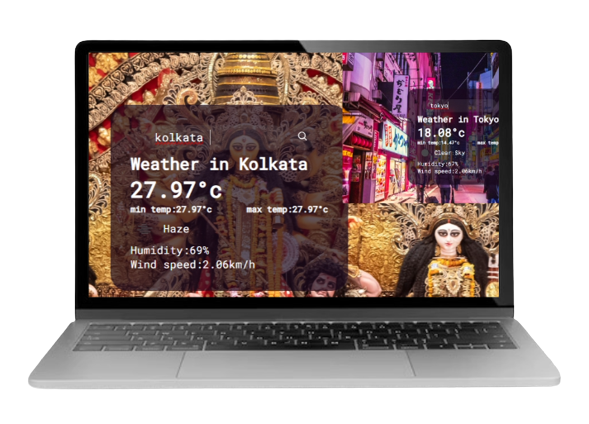 kolkata
Weather in Kolkata
27.97°c
min temp:27.97°c max temp:27.97°c
Haze
Humidity:69%
Wind speed:2.06km/h
tokyo
Weather in Tokyo
18.08°c
min temp:14.47°c max temp
Clear Sky
Humidity:67%
Wind speed:2.06km/h